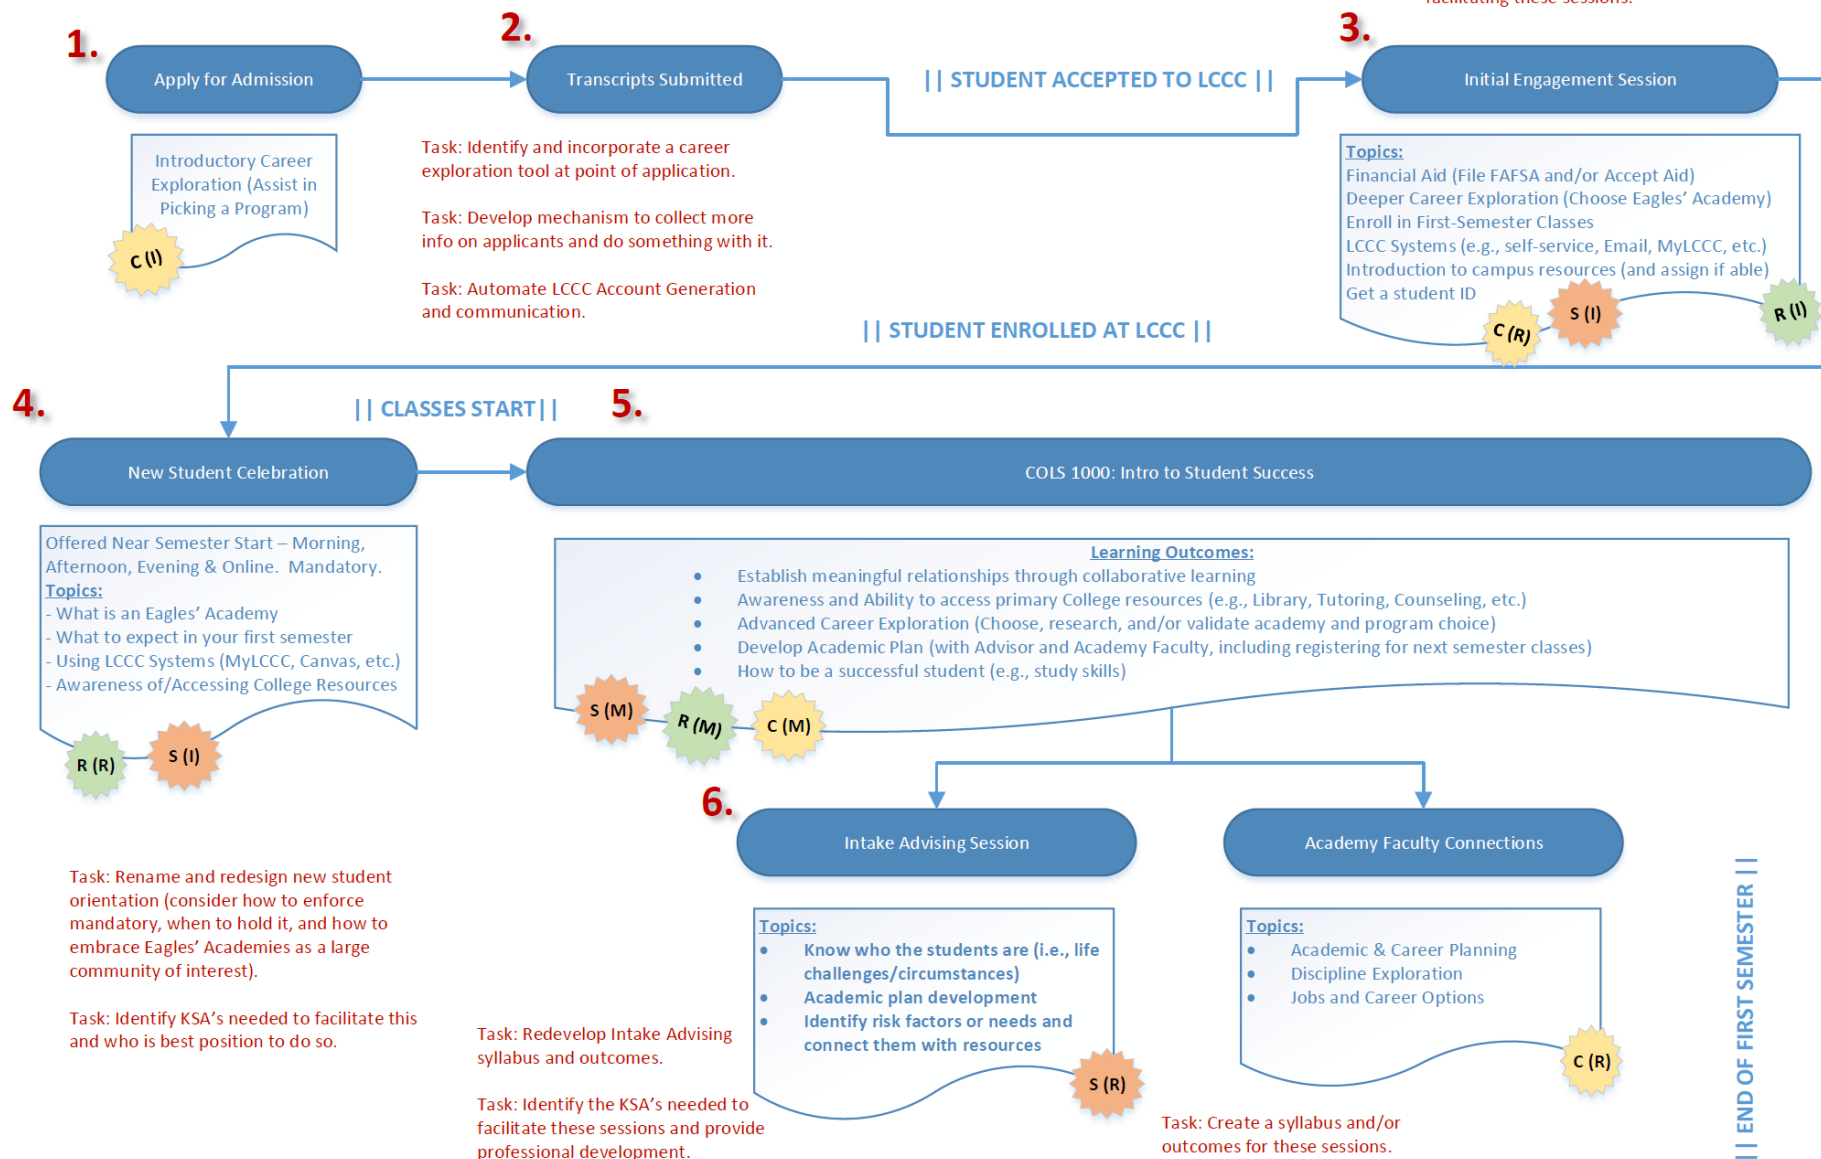 facilitating these sessions.
1.
Apply for Admission
2.
Transcripts Submitted
|| STUDENT ACCEPTED TO LCCC ||
3.
Initial Engagement Session
Introductory Career
Exploration (Assist in
Picking a Program)
C (I)
Task: Identify and incorporate a career
exploration tool at point of application.
Task: Develop mechanism to collect more
info on applicants and do something with it.
Task: Automate LCCC Account Generation
and communication.
Topics:
Financial Aid (File FAFSA and/or Accept Aid)
Deeper Career Exploration (Choose Eagles’ Academy)
Enroll in First-Semester Classes
LCCC Systems (e.g., self-service, Email, MyLCCC, etc.)
Introduction to campus resources (and assign if able)
Get a student ID
C (R)
S (I)
R (I)
|| STUDENT ENROLLED AT LCCC ||
4.
|| CLASSES START||
5.
New Student Celebration
COLS 1000: Intro to Student Success
Offered Near Semester Start – Morning,
Afternoon, Evening & Online.  Mandatory.
Topics:
- What is an Eagles’ Academy
- What to expect in your first semester
- Using LCCC Systems (MyLCCC, Canvas, etc.)
- Awareness of/Accessing College Resources
R (R)
S (I)
Learning Outcomes:
• Establish meaningful relationships through collaborative learning
• Awareness and Ability to access primary College resources (e.g., Library, Tutoring, Counseling, etc.)
• Advanced Career Exploration (Choose, research, and/or validate academy and program choice)
• Develop Academic Plan (with Advisor and Academy Faculty, including registering for next semester classes)
• How to be a successful student (e.g., study skills)
S (M)
R (M)
C (M)
6.
Intake Advising Session
Academy Faculty Connections
Task: Rename and redesign new student
orientation (consider how to enforce
mandatory, when to hold it, and how to
embrace Eagles’ Academies as a large
community of interest).
Task: Identify KSA’s needed to facilitate this
and who is best position to do so.
Task: Redevelop Intake Advising
syllabus and outcomes.
Task: Identify the KSA’s needed to
facilitate these sessions and provide
professional development.
Topics:
• Know who the students are (i.e., life
challenges/circumstances)
• Academic plan development
• Identify risk factors or needs and
connect them with resources
S (R)
Topics:
• Academic & Career Planning
• Discipline Exploration
• Jobs and Career Options
C (R)
Task: Create a syllabus and/or
outcomes for these sessions.
|| END OF FIRST SEMESTER ||